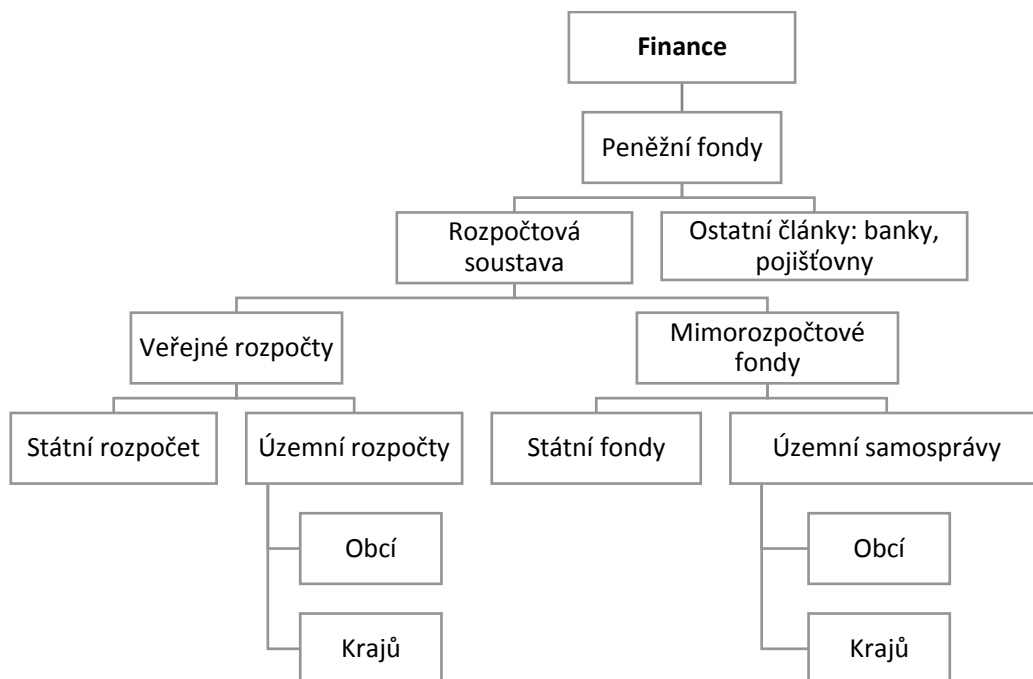 Finance
Peněžní fondy
Rozpočtová
soustava
Ostatní články: banky,
pojišťovny
Veřejné rozpočty
Mimorozpočtové
fondy
Státní rozpočet
Územní rozpočty
Státní fondy
Územní samosprávy
Obcí
Obcí
Krajů
Krajů